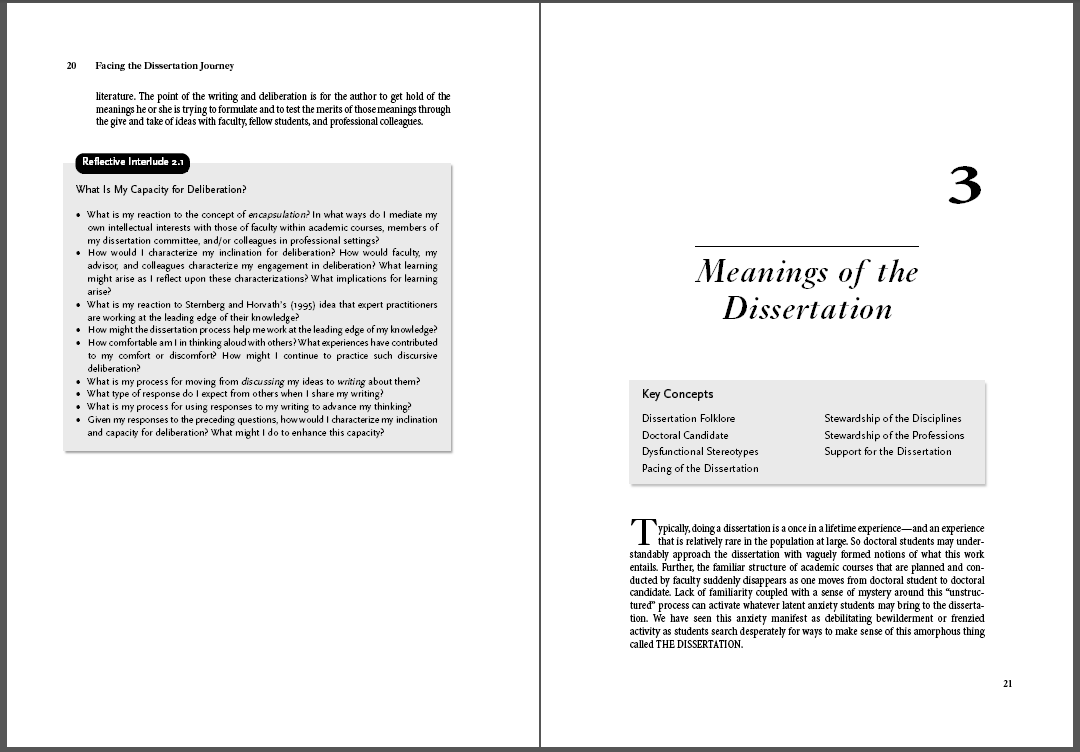 20 Facing the Dissertation Journey
literature. The point of the writing and deliberation is for the author to get hold of the
meanings he or she is trying to formulate and to test the merits of those meanings through
the give and take of ideas with faculty, fellow students, and professional colleagues.
Reflective Interlude 2.1
What Is My Capacity for Deliberation?
• What is my reaction to the concept of encapsulation? In what ways do I mediate my
own intellectual interests with those of faculty within academic courses, members of
my dissertation committee, and/or colleagues in professional settings?
• How would I characterize my inclination for deliberation? How would faculty, my
advisor, and colleagues characterize my engagement in deliberation? What learning
might arise as I reflect upon these characterizations? What implications for learning
arise?
• What is my reaction to Sternberg and Horvath's (1995) idea that expert practitioners
are working at the leading edge of their knowledge?
• How might the dissertation process help me work at the leading edge of my knowledge?
• How comfortable am I in thinking aloud with others? What experiences have contributed
to my comfort or discomfort? How might I continue to practice such discursive
deliberation?
• What is my process for moving from discussing my ideas to writing about them?
• What type of response do I expect from others when I share my writing?
• What is my process for using responses to my writing to advance my thinking?
• Given my responses to the preceding questions, how would I characterize my inclination
and capacity for deliberation? What might I do to enhance this capacity?
3
Meanings of the
Dissertation
Key Concepts
Dissertation Folklore
Doctoral Candidate
Dysfunctional Stereotypes
Pacing of the Dissertation
Stewardship of the Disciplines
Stewardship of the Professions
Support for the Dissertation
Typically, doing a dissertation is a once in a lifetime experience—and an experience
that is relatively rare in the population at large. So doctoral students may under-
standably approach the dissertation with vaguely formed notions of what this work
entails. Further, the familiar structure of academic courses that are planned and con-
ducted by faculty suddenly disappears as one moves from doctoral student to doctoral
candidate. Lack of familiarity coupled with a sense of mystery around this “unstruc-
tured” process can activate whatever latent anxiety students may bring to the disserta-
tion. We have seen this anxiety manifest as debilitating bewilderment or frenzied
activity as students search desperately for ways to make sense of this amorphous thing
called THE DISSERTATION.
21